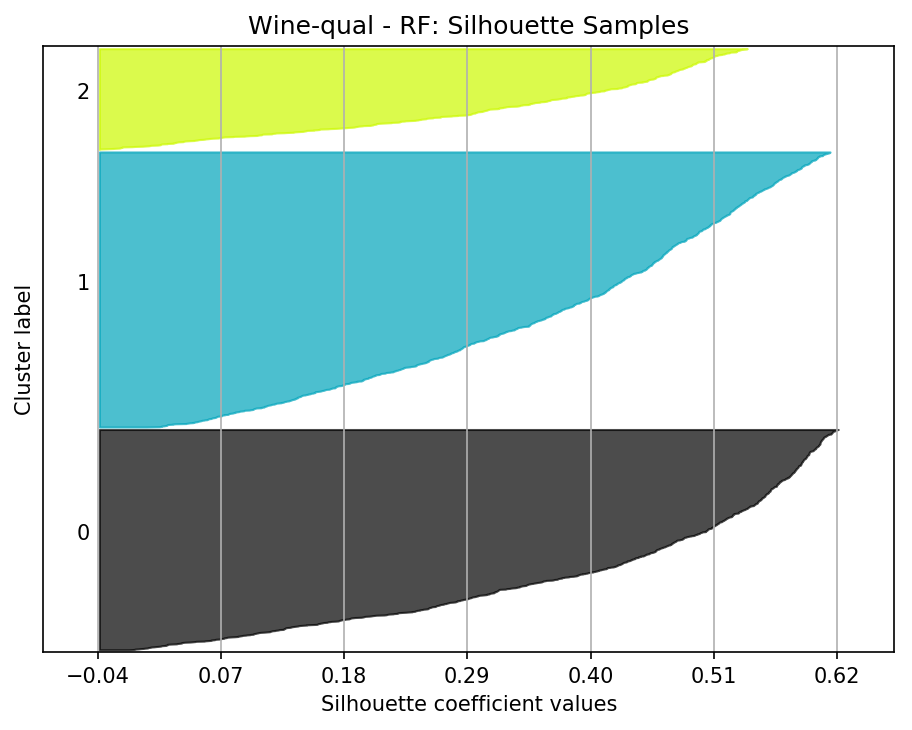 Wine-qual - RF: Silhouette Samples
2
1
0
Cluster label
−0.04 0.07 0.18 0.29 0.40 0.51 0.62
Silhouette coefficient values